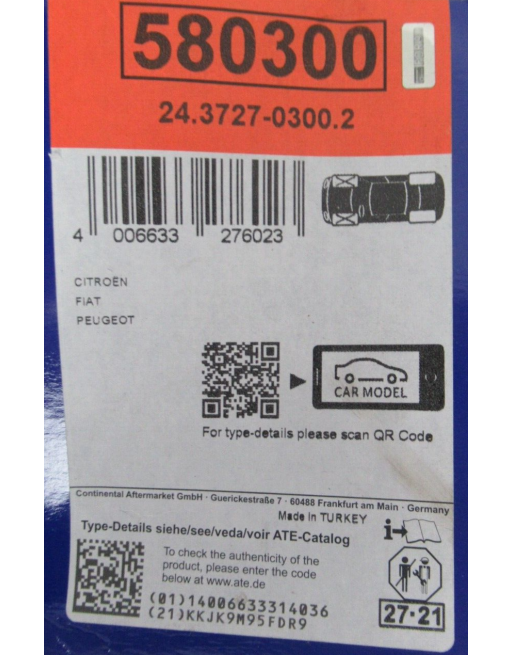 580300
24.3727-0300.2
4 006633 276023
CITROËN
FIAT
PEUGEOT
CAR MODEL
For type-details please scan QR Code
Continental Aftermarket GmbH · Guerickestraße 7 · 60488 Frankfurt am Main · Germany
Made in TURKEY
Type-Details siehe/see/veda/voir ATE-Catalog
To check the authenticity of the
product, please enter the code
below at www.ate.de
(01)14006633314036
(21)KKJK9M95FDR9
27·21